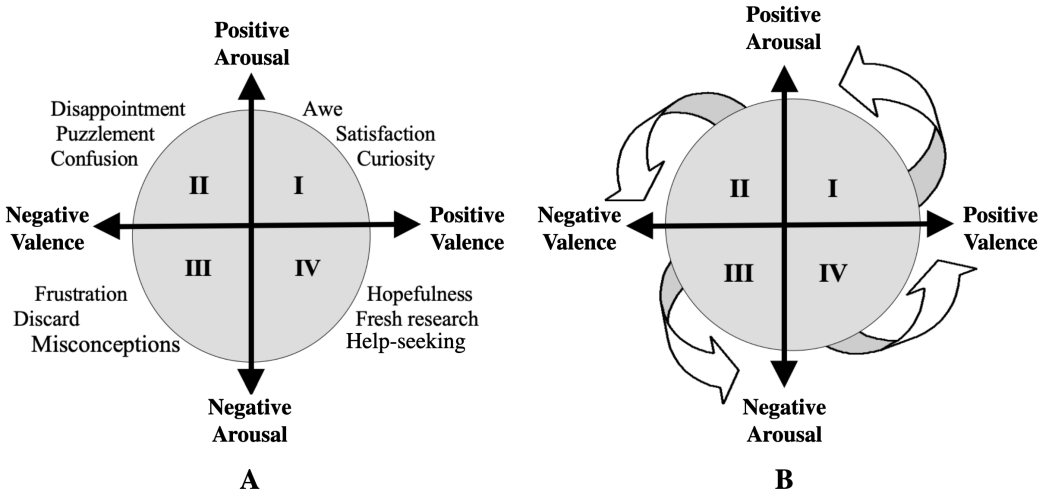 Positive
Arousal
Disappointment
Puzzlement
Confusion
Awe
Satisfaction
Curiosity
II
I
Negative
Valence
Positive
Valence
III
IV
Frustration
Discard
Misconceptions
Hopefulness
Fresh research
Help-seeking
Negative
Arousal
A
Positive
Arousal
II
I
Negative
Valence
Positive
Valence
III
IV
Negative
Arousal
B